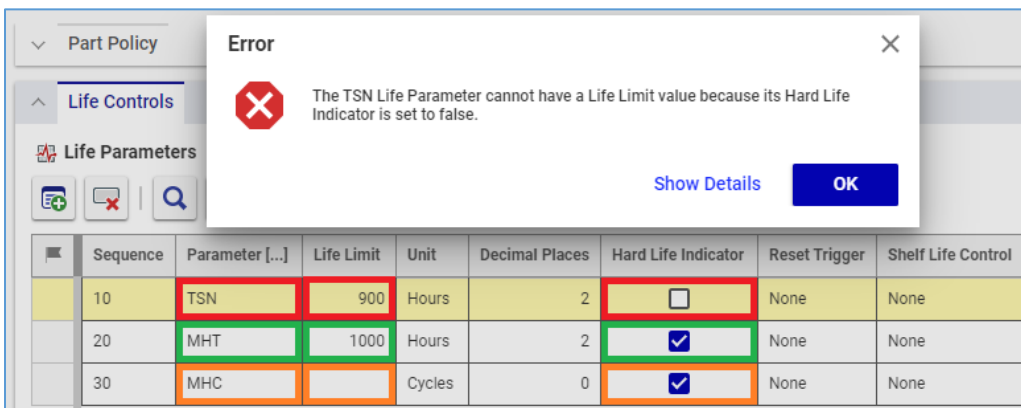 Part Policy
Error
Life Controls
The TSN Life Parameter cannot have a Life Limit value because its Hard Life
Indicator is set to false.
Life Parameters
Show Details
OK
Sequence Parameter [...] Life Limit Unit Decimal Places Hard Life Indicator Reset Trigger Shelf Life Control
10 TSN 900 Hours 2 None None
20 MHT 1000 Hours 2 None None
30 MHC Cycles 0 None None